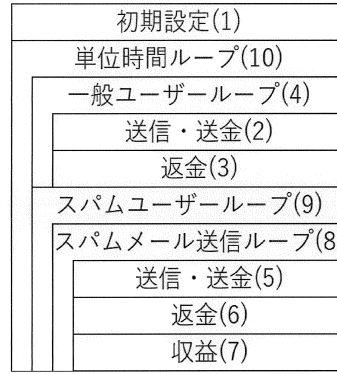 初期設定(1)
単位時間ループ(10)
一般ユーザーループ(4)
送信・送金(2)
返金(3)
スパムユーザーループ(9)
スパムメール送信ループ(8
送信・送金(5)
返金(6)
収益(7)